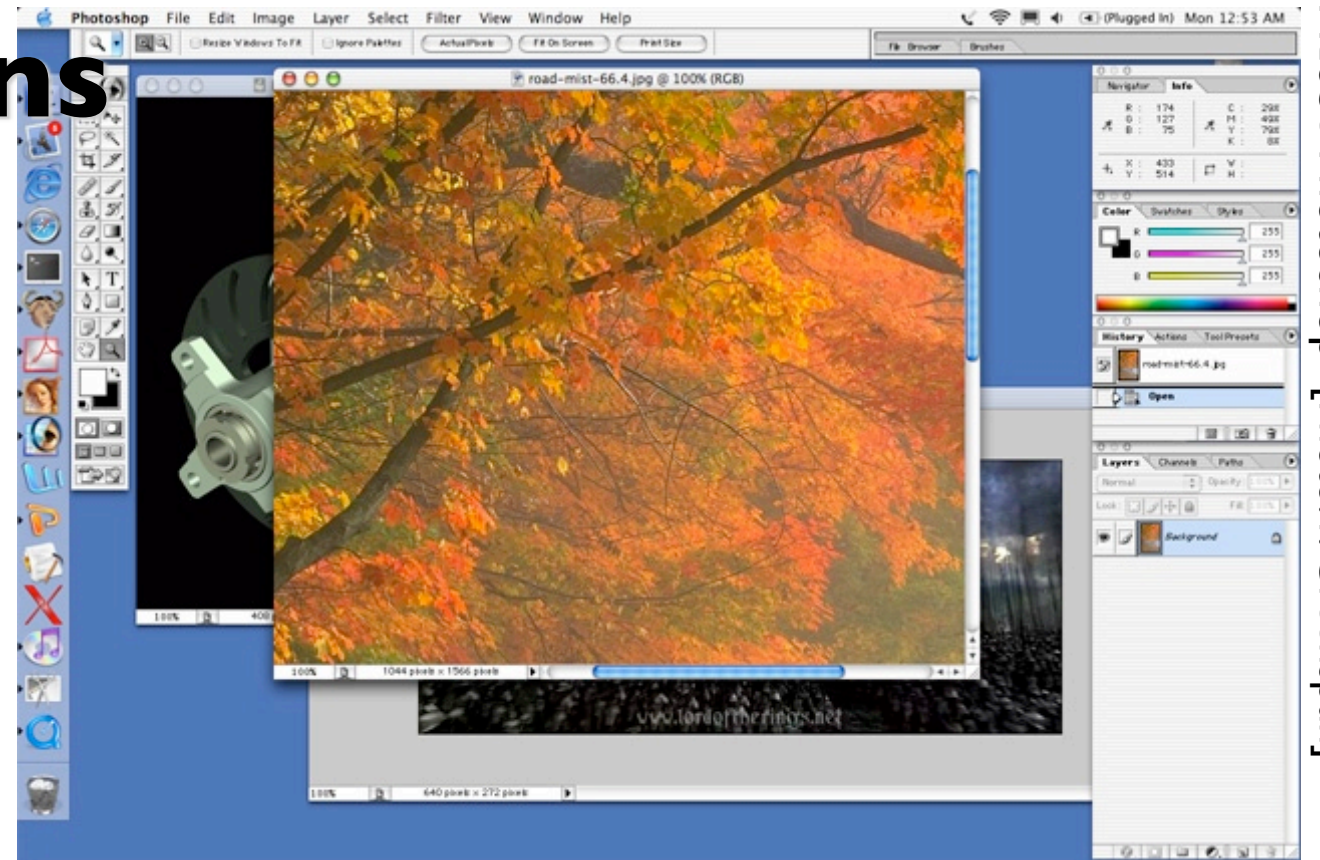 Photoshop File Edit Image Layer Select Filter View Window Help (Plugged In) Mon 12:53 AM
Resize Windows To Fit Ignore Palettes Actual Pixels Fit On Screen Print Size File Browser Brushes
ns
road-mist-66.4.jpg @ 100% (RGB)
Navigator Info
R : 174 C : 29%
G : 127 M : 49%
B : 75 Y : 79%
K : 8%
X : 433 W :
Y : 514 H :
Color Swatches Styles
R 255
G 255
B 255
History Actions Tool Presets
road-mist-66.4.jpg
Open
Layers Channels Paths
Normal Opacity: 100%
Lock: Fill: 100%
Background
100% 408
100% 1044 pixels x 1566 pixels
www.lordoftherings.net
100% 640 pixels x 272 pixels